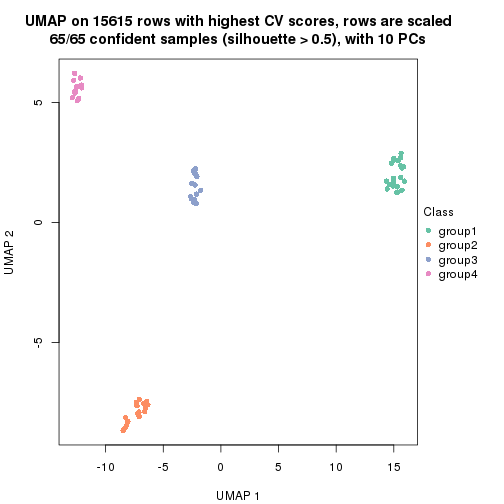 UMAP on 15615 rows with highest CV scores, rows are scaled
65/65 confident samples (silhouette > 0.5), with 10 PCs
5
0
-5
UMAP 2
-10
-5
0
5
10
15
UMAP 1
Class
group1
group2
group3
group4